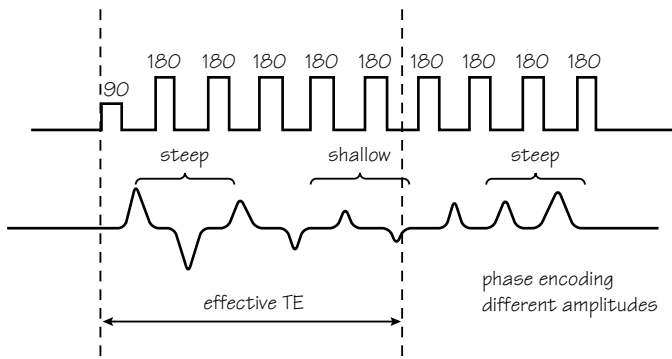 180 180 180 180 180 180 180 180 180
90
steep shallow steep
effective TE
phase encoding
different amplitudes